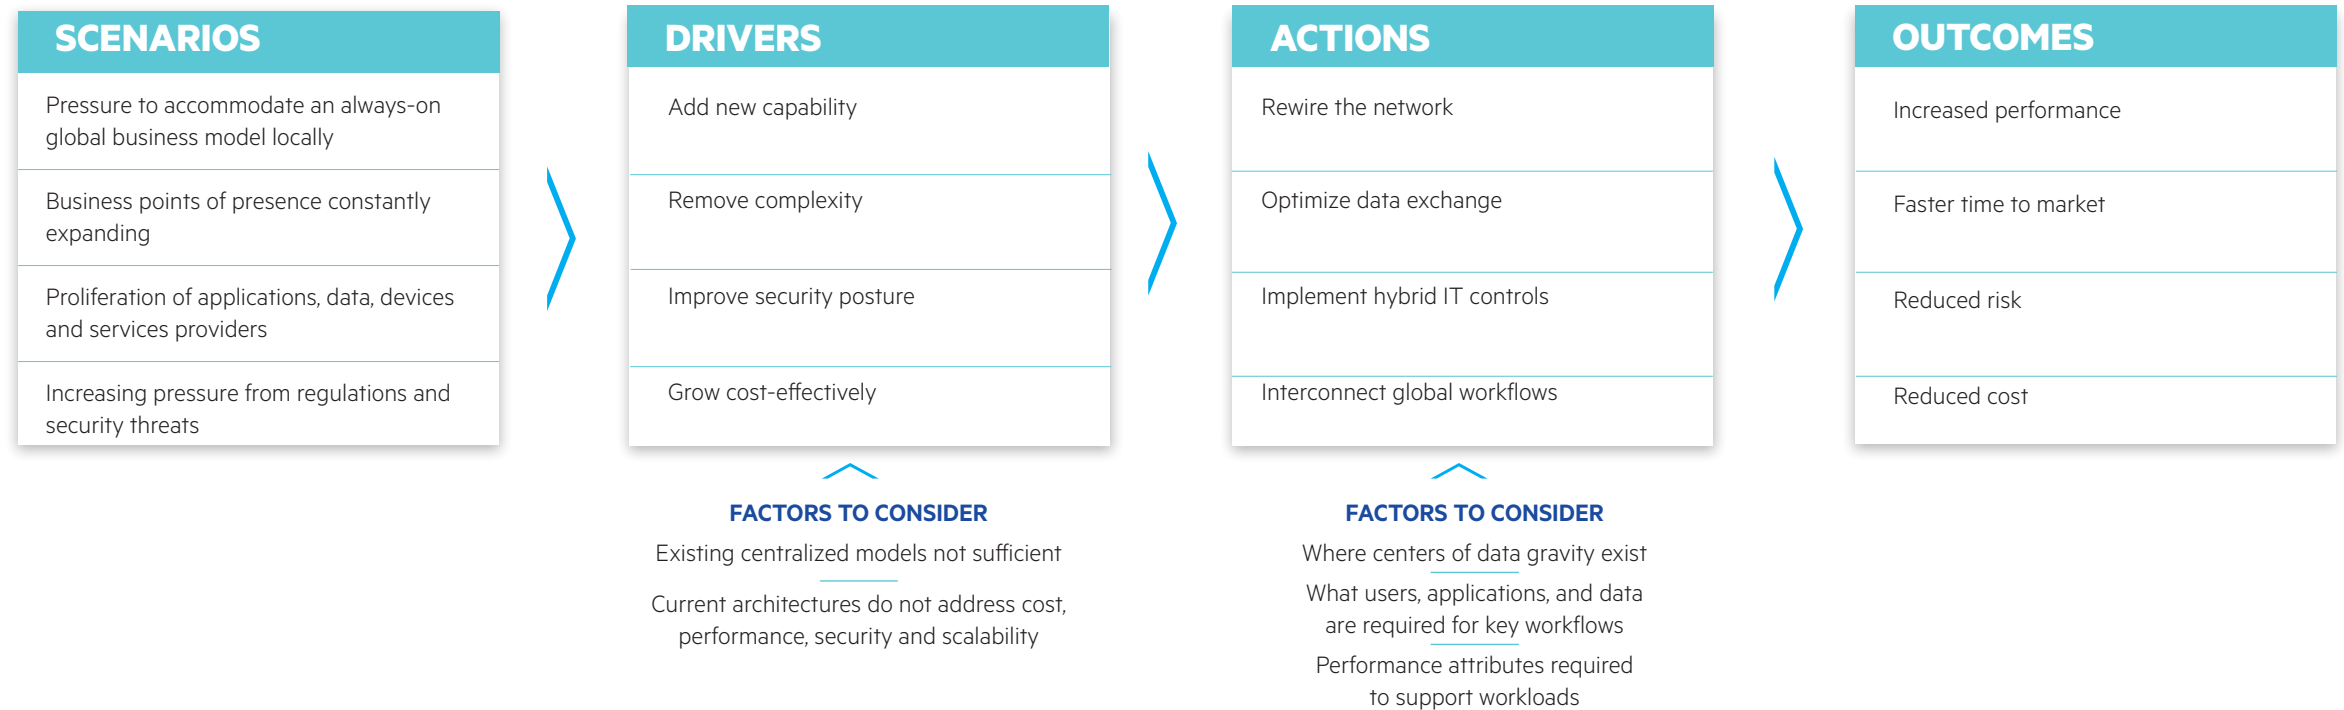 SCENARIOS
Pressure to accommodate an always-on
global business model locally
Business points of presence constantly
expanding
Proliferation of applications, data, devices
and services providers
Increasing pressure from regulations and
security threats
DRIVERS
Add new capability
Remove complexity
Improve security posture
Grow cost-effectively
FACTORS TO CONSIDER
Existing centralized models not sufficient
Current architectures do not address cost,
performance, security and scalability
ACTIONS
Rewire the network
Optimize data exchange
Implement hybrid IT controls
Interconnect global workflows
FACTORS TO CONSIDER
Where centers of data gravity exist
What users, applications, and data
are required for key workflows
Performance attributes required
to support workloads
OUTCOMES
Increased performance
Faster time to market
Reduced risk
Reduced cost